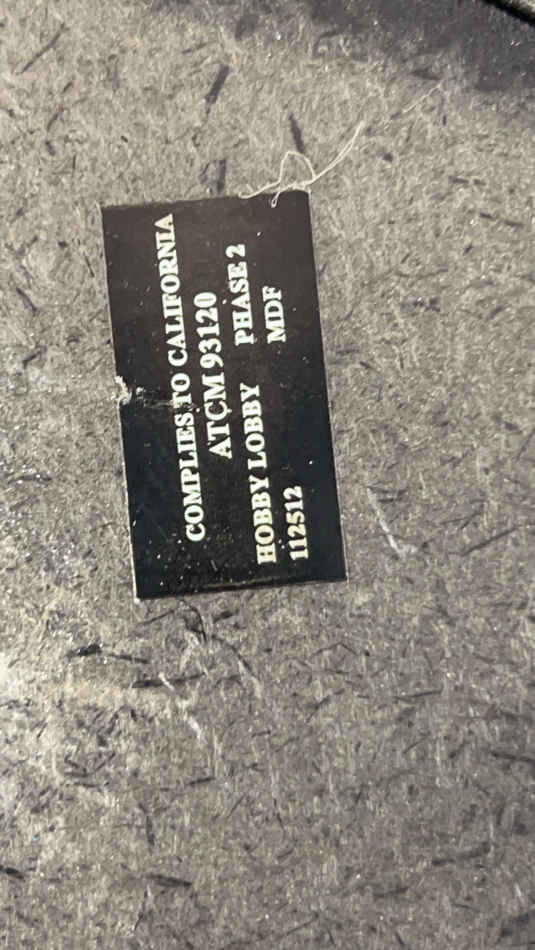 COMPLIES TO CALIFORNIA
ATCM 93120
HOBBY LOBBY PHASE 2
112512 MDF